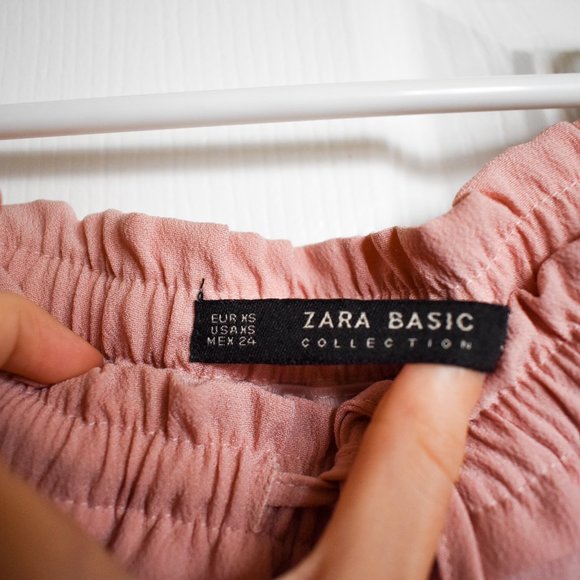 EUR XS
USA XS
MEX 24
ZARA BASIC
COLLECTION